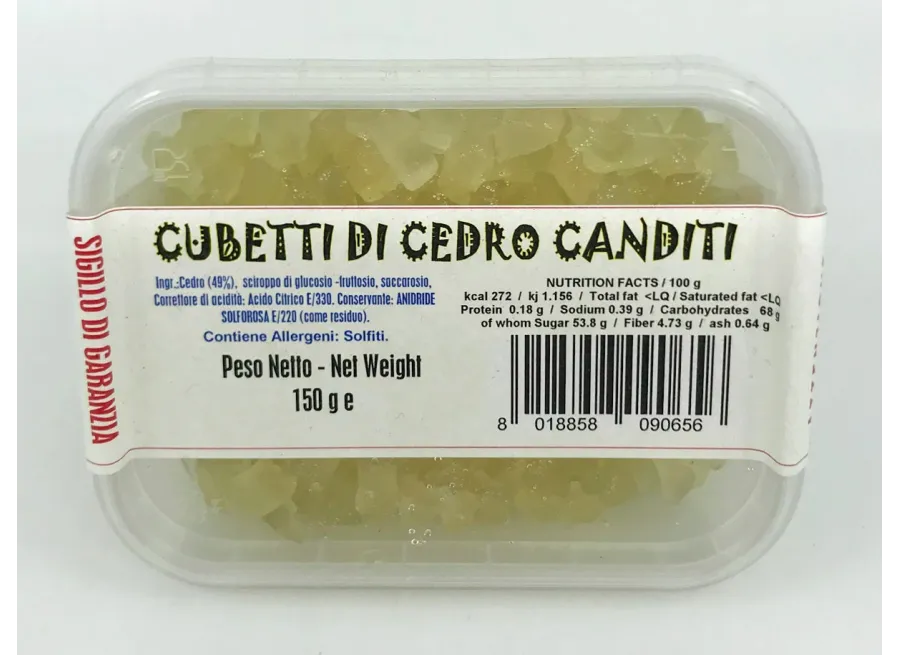 CUBETTI DI CEDRO CANDITI
Ingr.:Cedro (49%), sciroppo di glucosio -fruttosio, saccarosio,
Correttore di acidità: Acido Citrico E/330. Conservante: ANIDRIDE
SOLFOROSA E/220 (come residuo).
Contiene Allergeni: Solfiti.
Peso Netto - Net Weight
150 g e
NUTRITION FACTS / 100 g
kcal 272 / kj 1.156 / Total fat <LQ / Saturated fat <LQ
Protein 0.18 g / Sodium 0.39 g / Carbohydrates 68 g
of whom Sugar 53.8 g / Fiber 4.73 g / ash 0.64 g
8 018858 090656
SIGILLO DI GARANZIA